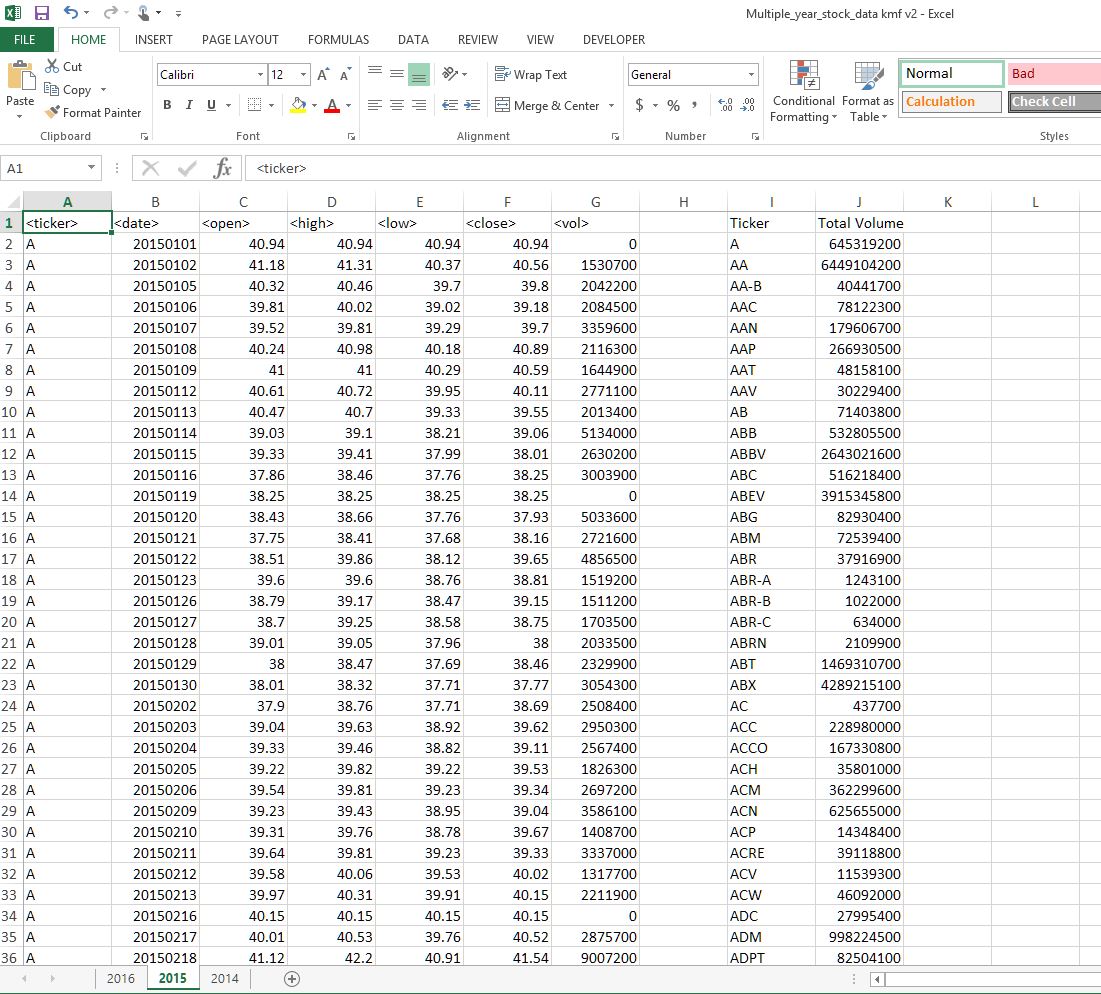 Multiple_year_stock_data kmf v2 - Excel
FILE HOME INSERT PAGE LAYOUT FORMULAS DATA REVIEW VIEW DEVELOPER
Paste
Cut
Copy
Format Painter
Clipboard
Calibri 12 A A
B I U A
Font
Wrap Text
Merge & Center
Alignment
General
$ % ,
Number
Conditional Formatting
Format as Table
Normal Bad
Calculation Check Cell
Styles
A1 fx <ticker>
A B C D E F G H I J K L
1 <ticker> <date> <open> <high> <low> <close> <vol> Ticker Total Volume
2 A 20150101 40.94 40.94 40.94 40.94 0 A 645319200
3 A 20150102 41.18 41.31 40.37 40.56 1530700 AA 6449104200
4 A 20150105 40.32 40.46 39.7 39.8 2042200 AA-B 40441700
5 A 20150106 39.81 40.02 39.02 39.18 2084500 AAC 78122300
6 A 20150107 39.52 39.81 39.29 39.7 3359600 AAN 179606700
7 A 20150108 40.24 40.98 40.18 40.89 2116300 AAP 266930500
8 A 20150109 41 41 40.29 40.59 1644900 AAT 48158100
9 A 20150112 40.61 40.72 39.95 40.11 2771100 AAV 30229400
10 A 20150113 40.47 40.7 39.33 39.55 2013400 AB 71403800
11 A 20150114 39.03 39.1 38.21 39.06 5134000 ABB 532805500
12 A 20150115 39.33 39.41 37.99 38.01 2630200 ABBV 2643021600
13 A 20150116 37.86 38.46 37.76 38.25 3003900 ABC 516218400
14 A 20150119 38.25 38.25 38.25 38.25 0 ABEV 3915345800
15 A 20150120 38.43 38.66 37.76 37.93 5033600 ABG 82930400
16 A 20150121 37.75 38.41 37.68 38.16 2721600 ABM 72539400
17 A 20150122 38.51 39.86 38.12 39.65 4856500 ABR 37916900
18 A 20150123 39.6 39.6 38.76 38.81 1519200 ABR-A 1243100
19 A 20150126 38.79 39.17 38.47 39.15 1511200 ABR-B 1022000
20 A 20150127 38.7 39.25 38.58 38.75 1703500 ABR-C 634000
21 A 20150128 39.01 39.05 37.96 38 2033500 ABRN 2109900
22 A 20150129 38 38.47 37.69 38.46 2329900 ABT 1469310700
23 A 20150130 38.01 38.32 37.71 37.77 3054300 ABX 4289215100
24 A 20150202 37.9 38.76 37.71 38.69 2508400 AC 437700
25 A 20150203 39.04 39.63 38.92 39.62 2950300 ACC 228980000
26 A 20150204 39.33 39.46 38.82 39.11 2567400 ACCO 167330800
27 A 20150205 39.22 39.82 39.22 39.53 1826300 ACH 35801000
28 A 20150206 39.54 39.81 39.23 39.34 2697200 ACM 362299600
29 A 20150209 39.23 39.43 38.95 39.04 3586100 ACN 625655000
30 A 20150210 39.31 39.76 38.78 39.67 1408700 ACP 14348400
31 A 20150211 39.64 39.81 39.23 39.33 3337000 ACRE 39118800
32 A 20150212 39.58 40.06 39.53 40.02 1317700 ACV 11539300
33 A 20150213 39.97 40.31 39.91 40.15 2211900 ACW 46092000
34 A 20150216 40.15 40.15 40.15 40.15 0 ADC 27995400
35 A 20150217 40.01 40.53 39.76 40.52 2875700 ADM 998224500
36 A 20150218 41.12 42.2 40.91 41.54 9007200 ADPT 82504100
2016 2015 2014